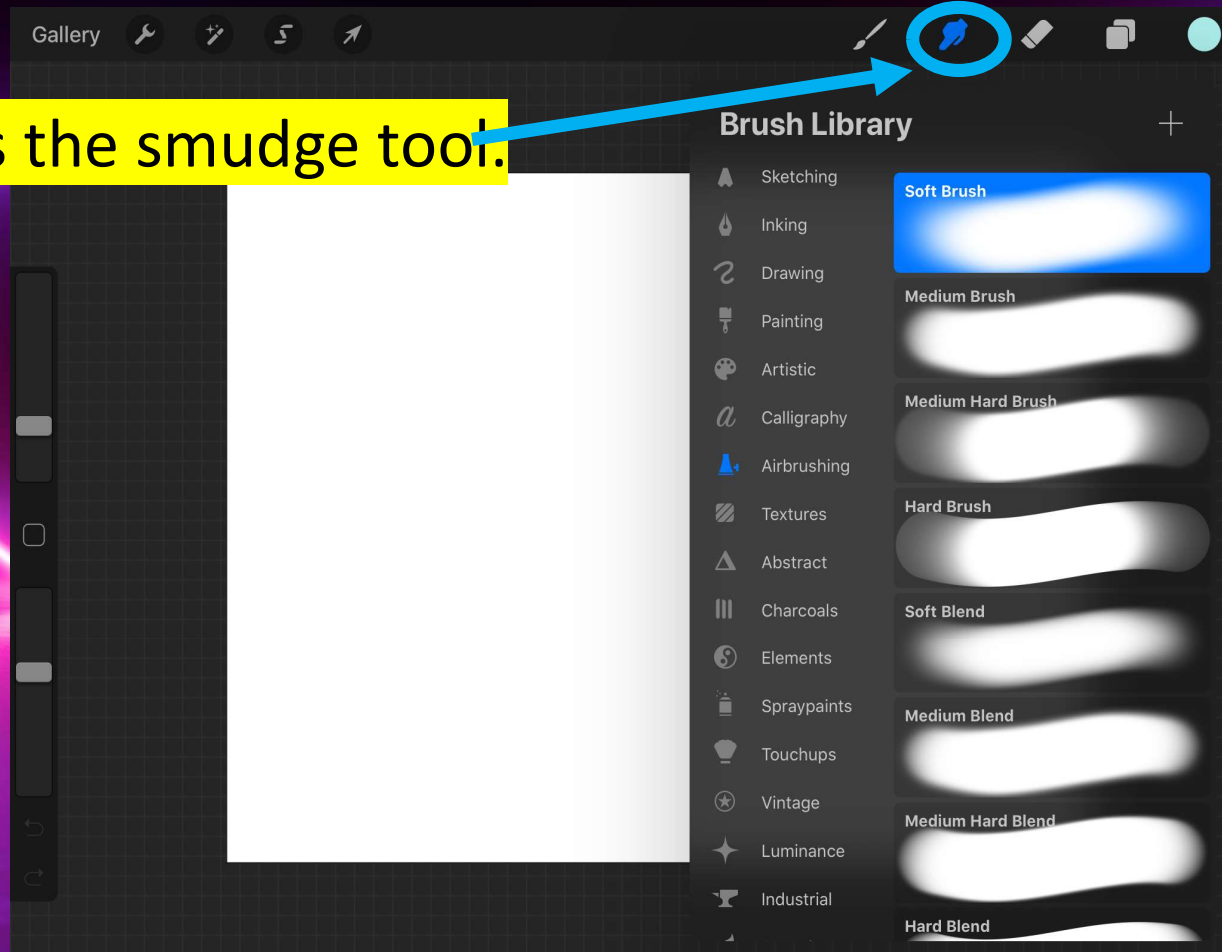 Gallery
s the smudge tool.
Brush Library
Sketching
Inking
Drawing
Painting
Artistic
Calligraphy
Airbrushing
Textures
Abstract
Charcoals
Elements
Spraypaints
Touchups
Vintage
Luminance
Industrial
Soft Brush
Medium Brush
Medium Hard Brush
Hard Brush
Soft Blend
Medium Blend
Medium Hard Blend
Hard Blend